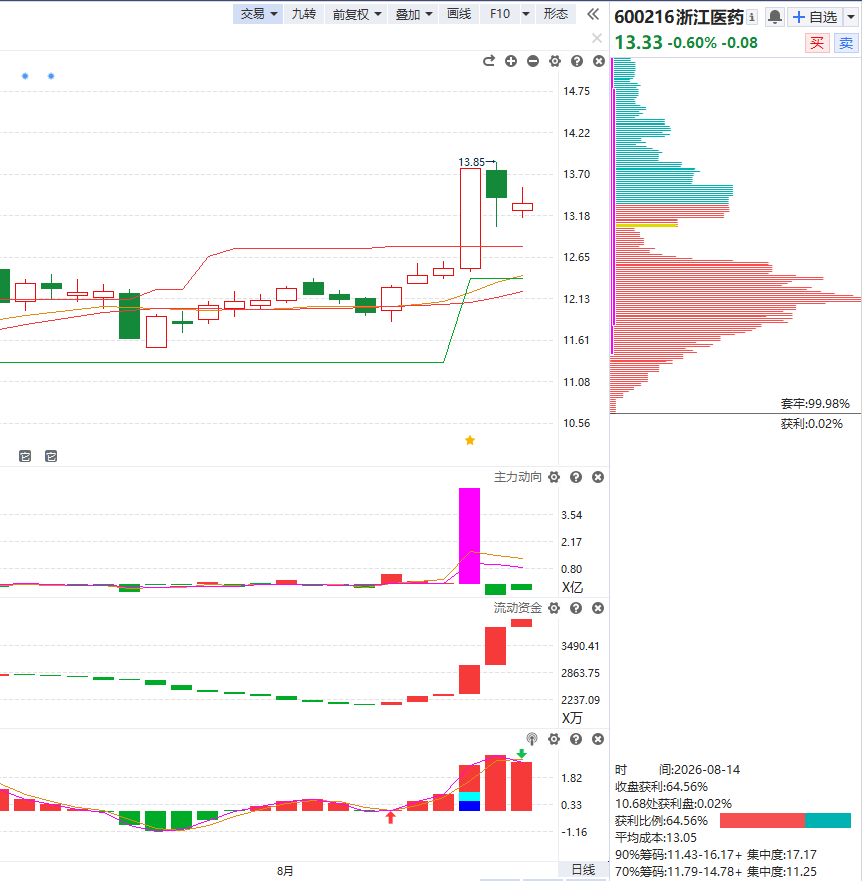 交易 九转 前复权 叠加 画线 F10 形态
600216浙江医药 自选
13.33 -0.60% -0.08 买 卖
14.75
14.22
13.85
13.70
13.18
12.65
12.13
11.61
11.08
10.56
套牢:99.98%
获利:0.02%
主力动向
3.54
2.17
0.80
X亿
流动资金
3490.41
2863.75
2237.09
X万
1.82
0.33
-1.16
8月
日线
时 间:2026-08-14
收盘获利:64.56%
10.68处获利盘:0.02%
获利比例:64.56%
平均成本:13.05
90%筹码:11.43-16.17+ 集中度:17.17
70%筹码:11.79-14.78+ 集中度:11.25